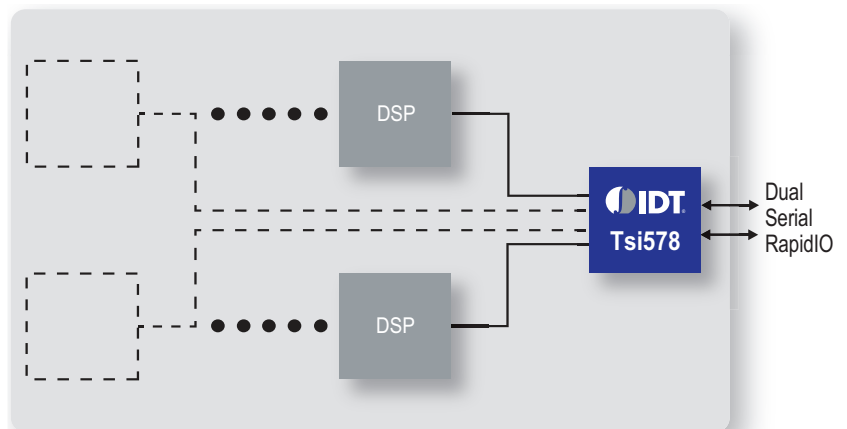 DSP
IDT
Tsi578
Dual
Serial
RapidIO
DSP